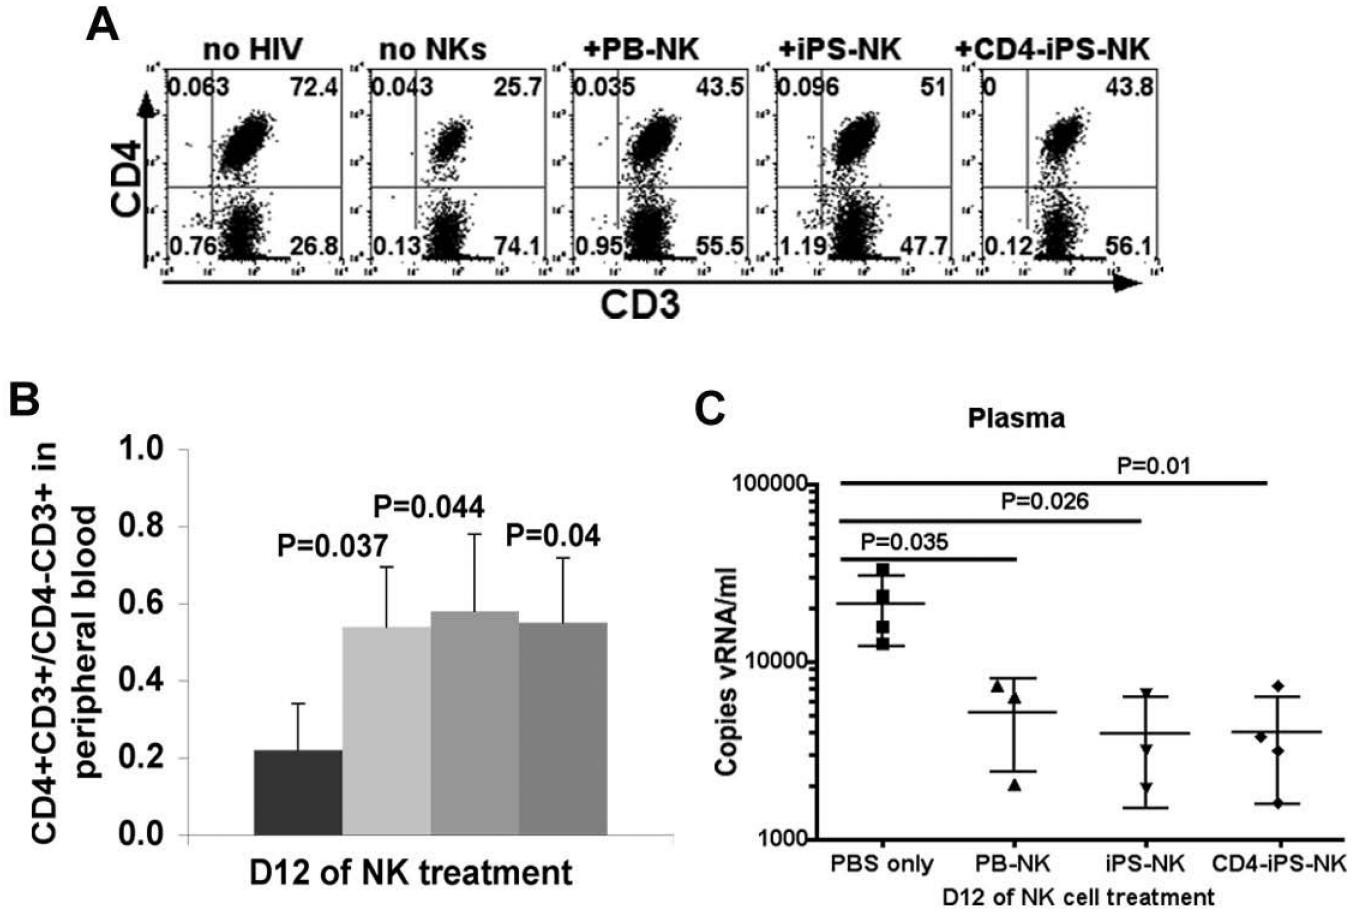 A
no HIV no NKs +PB-NK +iPS-NK +CD4-iPS-NK
0.063 72.4 0.043 25.7 0.035 43.5 0.096 51 0 43.8
CD4
0.76 26.8 0.13 74.1 0.95 55.5 1.19 47.7 0.12 56.1
CD3
B
CD4+CD3+/CD4-CD3+ in
peripheral blood
1.0
0.8
0.6
0.4
0.2
0.0
P=0.037
P=0.044
P=0.04
D12 of NK treatment
C
Plasma
P=0.01
P=0.026
P=0.035
Copies vRNA/ml
100000
10000
1000
PBS only PB-NK iPS-NK CD4-iPS-NK
D12 of NK cell treatment